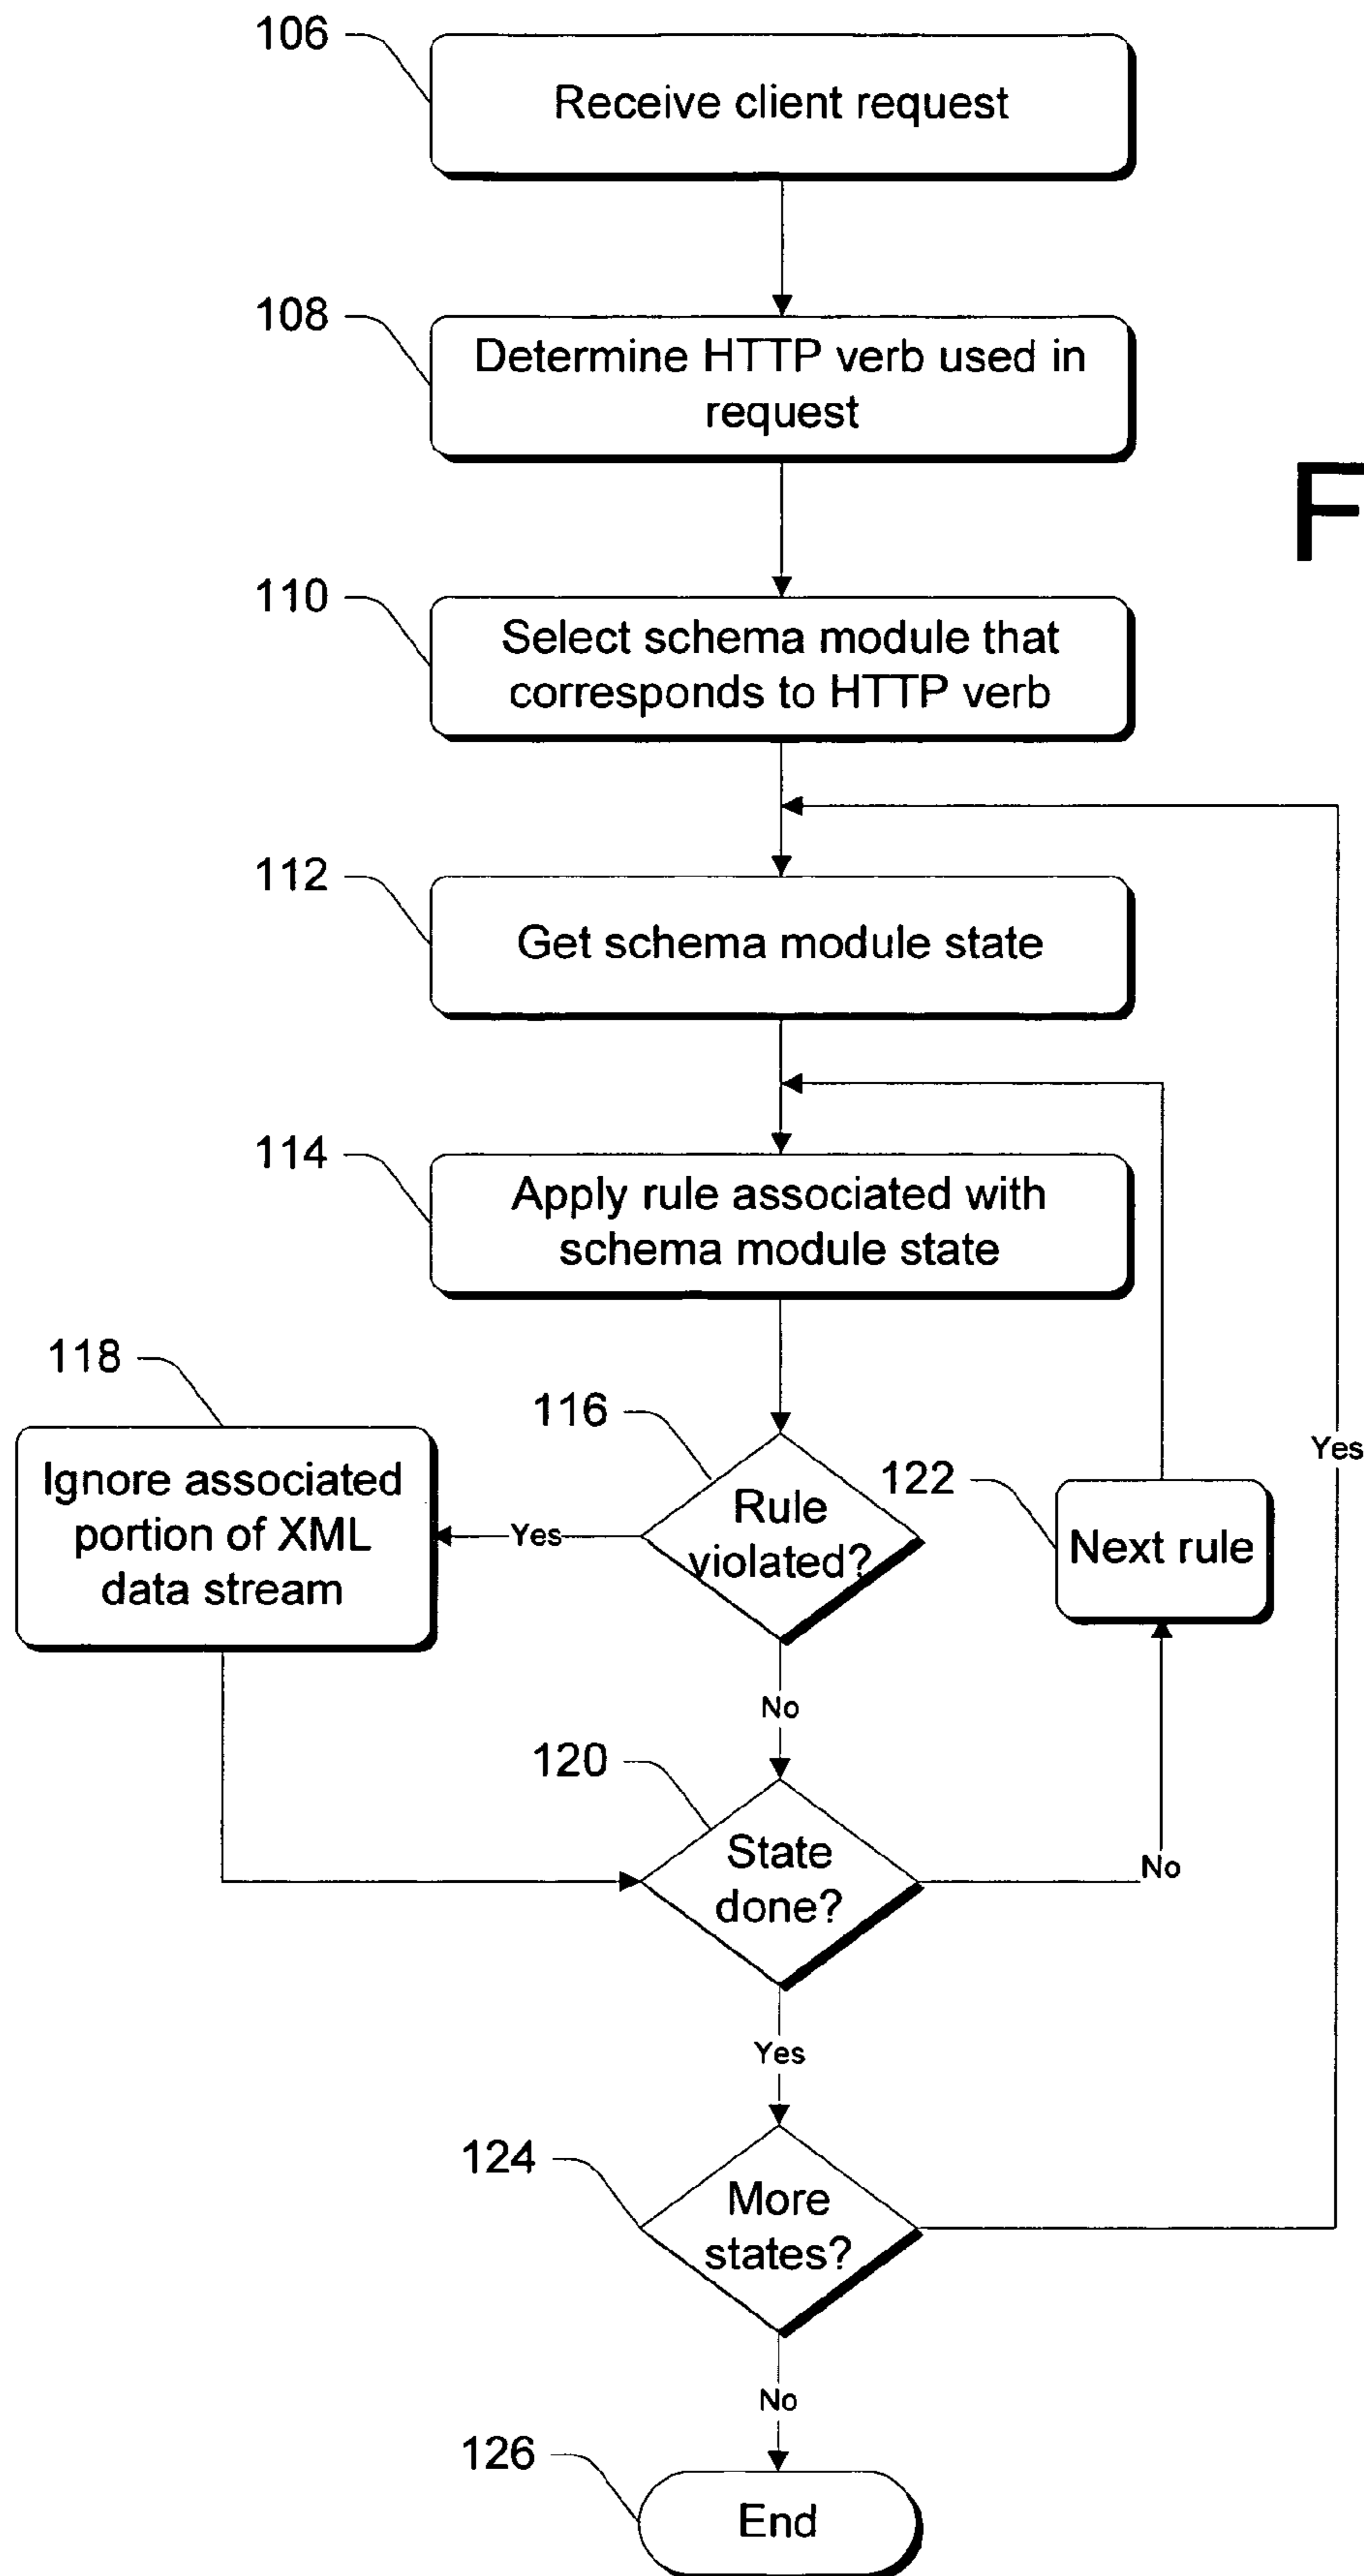 106
Receive client request
108
Determine HTTP verb used in
request
F
110
Select schema module that
corresponds to HTTP verb
112
Get schema module state
114
Apply rule associated with
schema module state
118
Ignore associated
portion of XML
data stream
116
Rule
violated?
Yes
122
Next rule
Yes
No
120
State
done?
No
Yes
124
More
states?
No
126
End